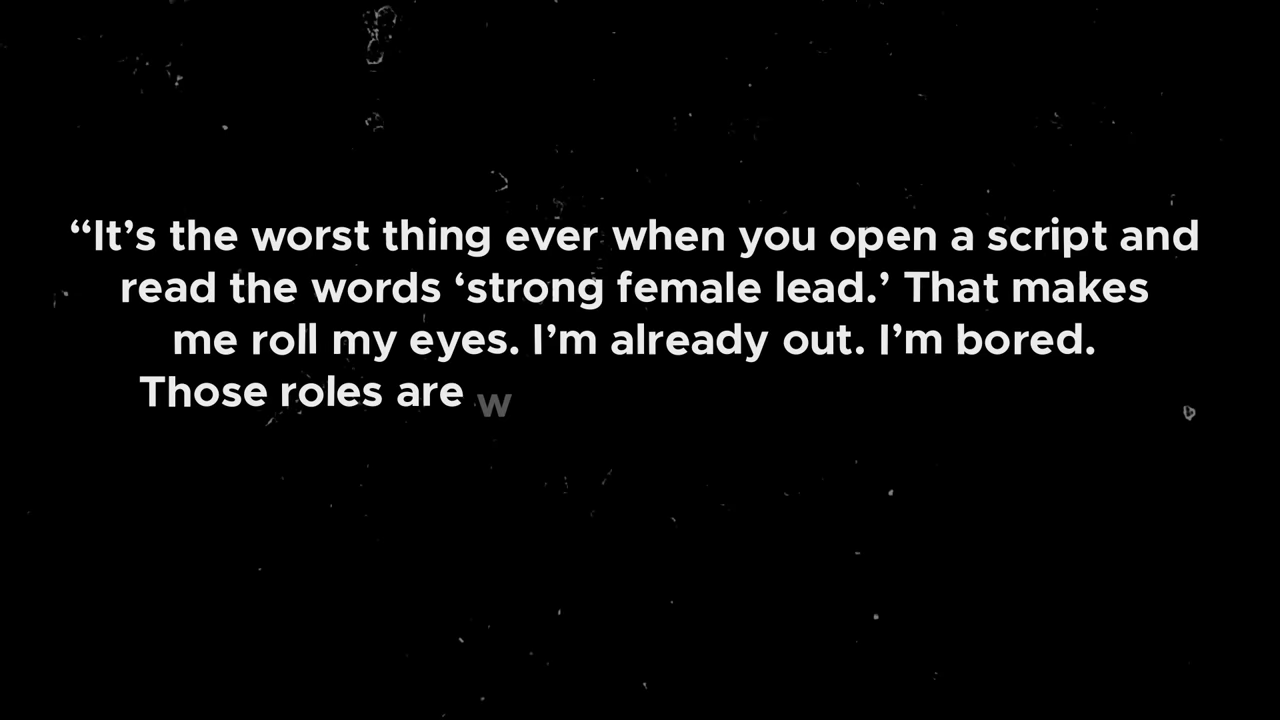 “It’s the worst thing ever when you open a script and
read the words ‘strong female lead.’ That makes
me roll my eyes. I’m already out. I’m bored.
Those roles are w